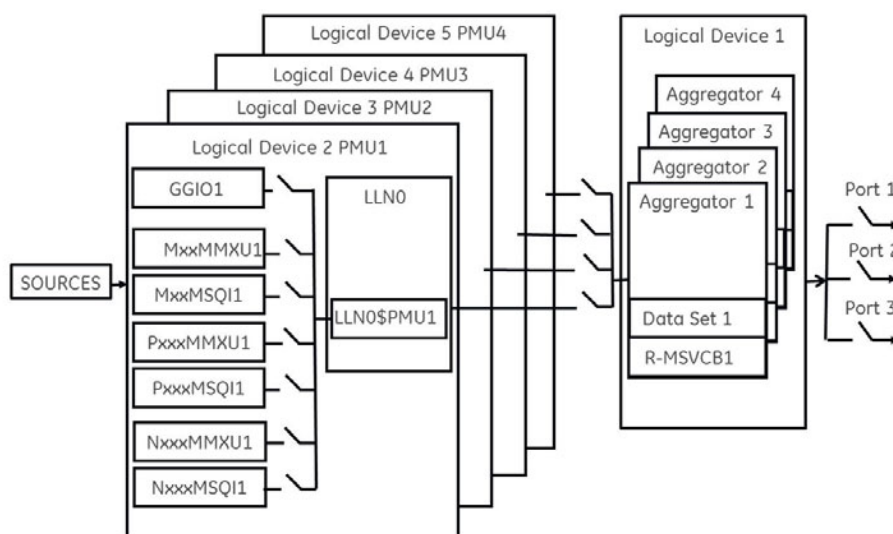 Logical Device 5 PMU4
Logical Device 4 PMU3
Logical Device 3 PMU2
Logical Device 2 PMU1
SOURCES
GGIO1
MxxMMXU1
MxxMSQI1
PxxxMMXU1
PxxxMSQI1
NxxxMMXU1
NxxxMSQI1
LLN0
LLN0$PMU1
Logical Device 1
Aggregator 4
Aggregator 3
Aggregator 2
Aggregator 1
Data Set 1
R-MSVCB1
Port 1
Port 2
Port 3